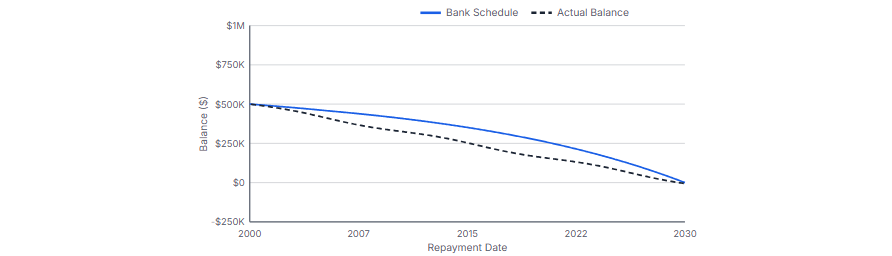 Bank Schedule Actual Balance
$1M
$750K
$500K
$250K
$0
-$250K
Balance ($)
2000 2007 2015 2022 2030
Repayment Date